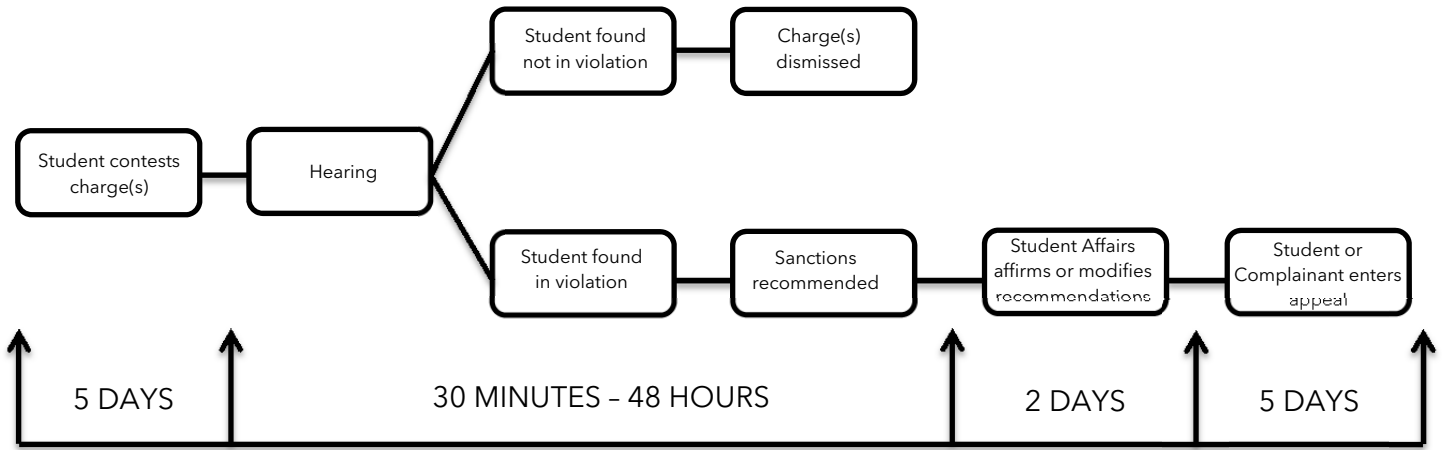 Student found
not in violation
Charge(s)
dismissed
Student contests
charge(s)
Hearing
Student found
in violation
Sanctions
recommended
Student Affairs
affirms or modifies
recommendations
Student or
Complainant enters
appeal
5 DAYS
30 MINUTES – 48 HOURS
2 DAYS
5 DAYS